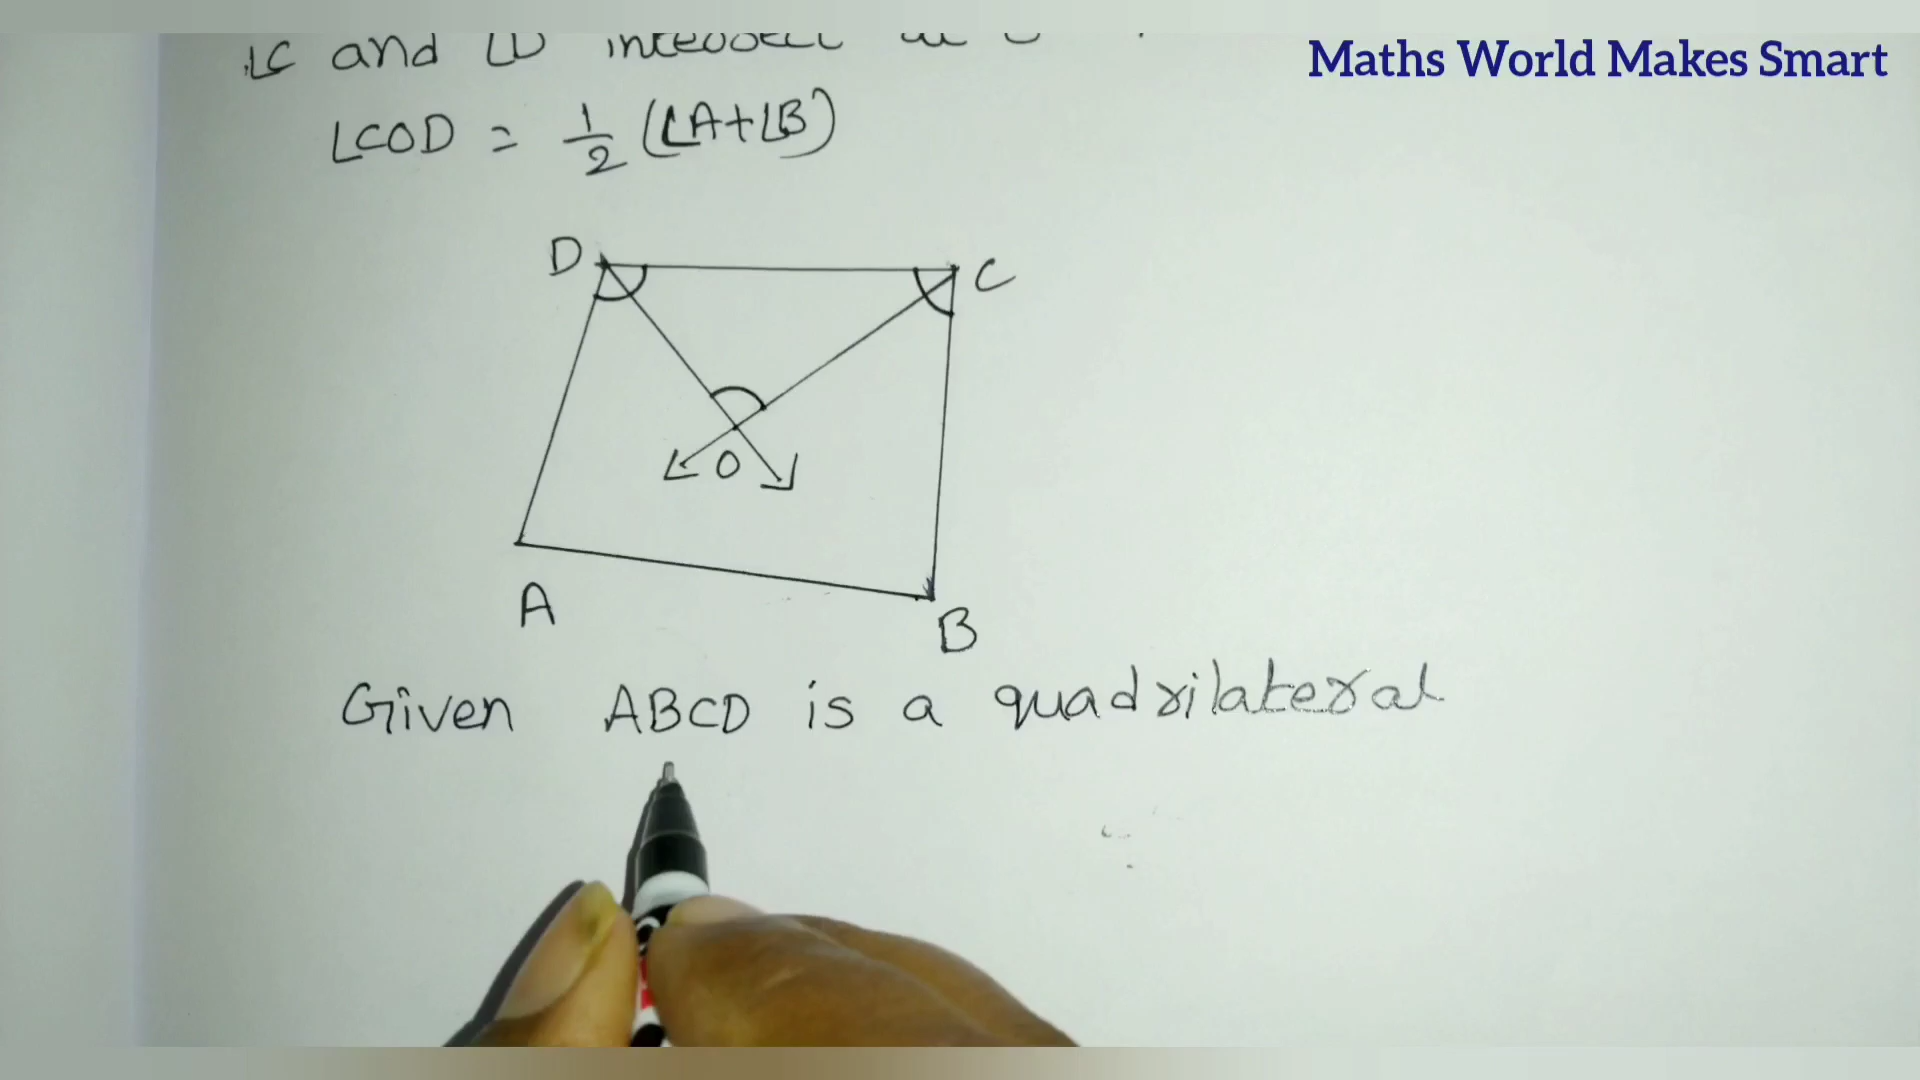 Maths World Makes Smart
∠C and ∠D
∠COD = 1/2 (∠A+∠B)
D
C
O
A
B
Given ABCD is a quadrilateral